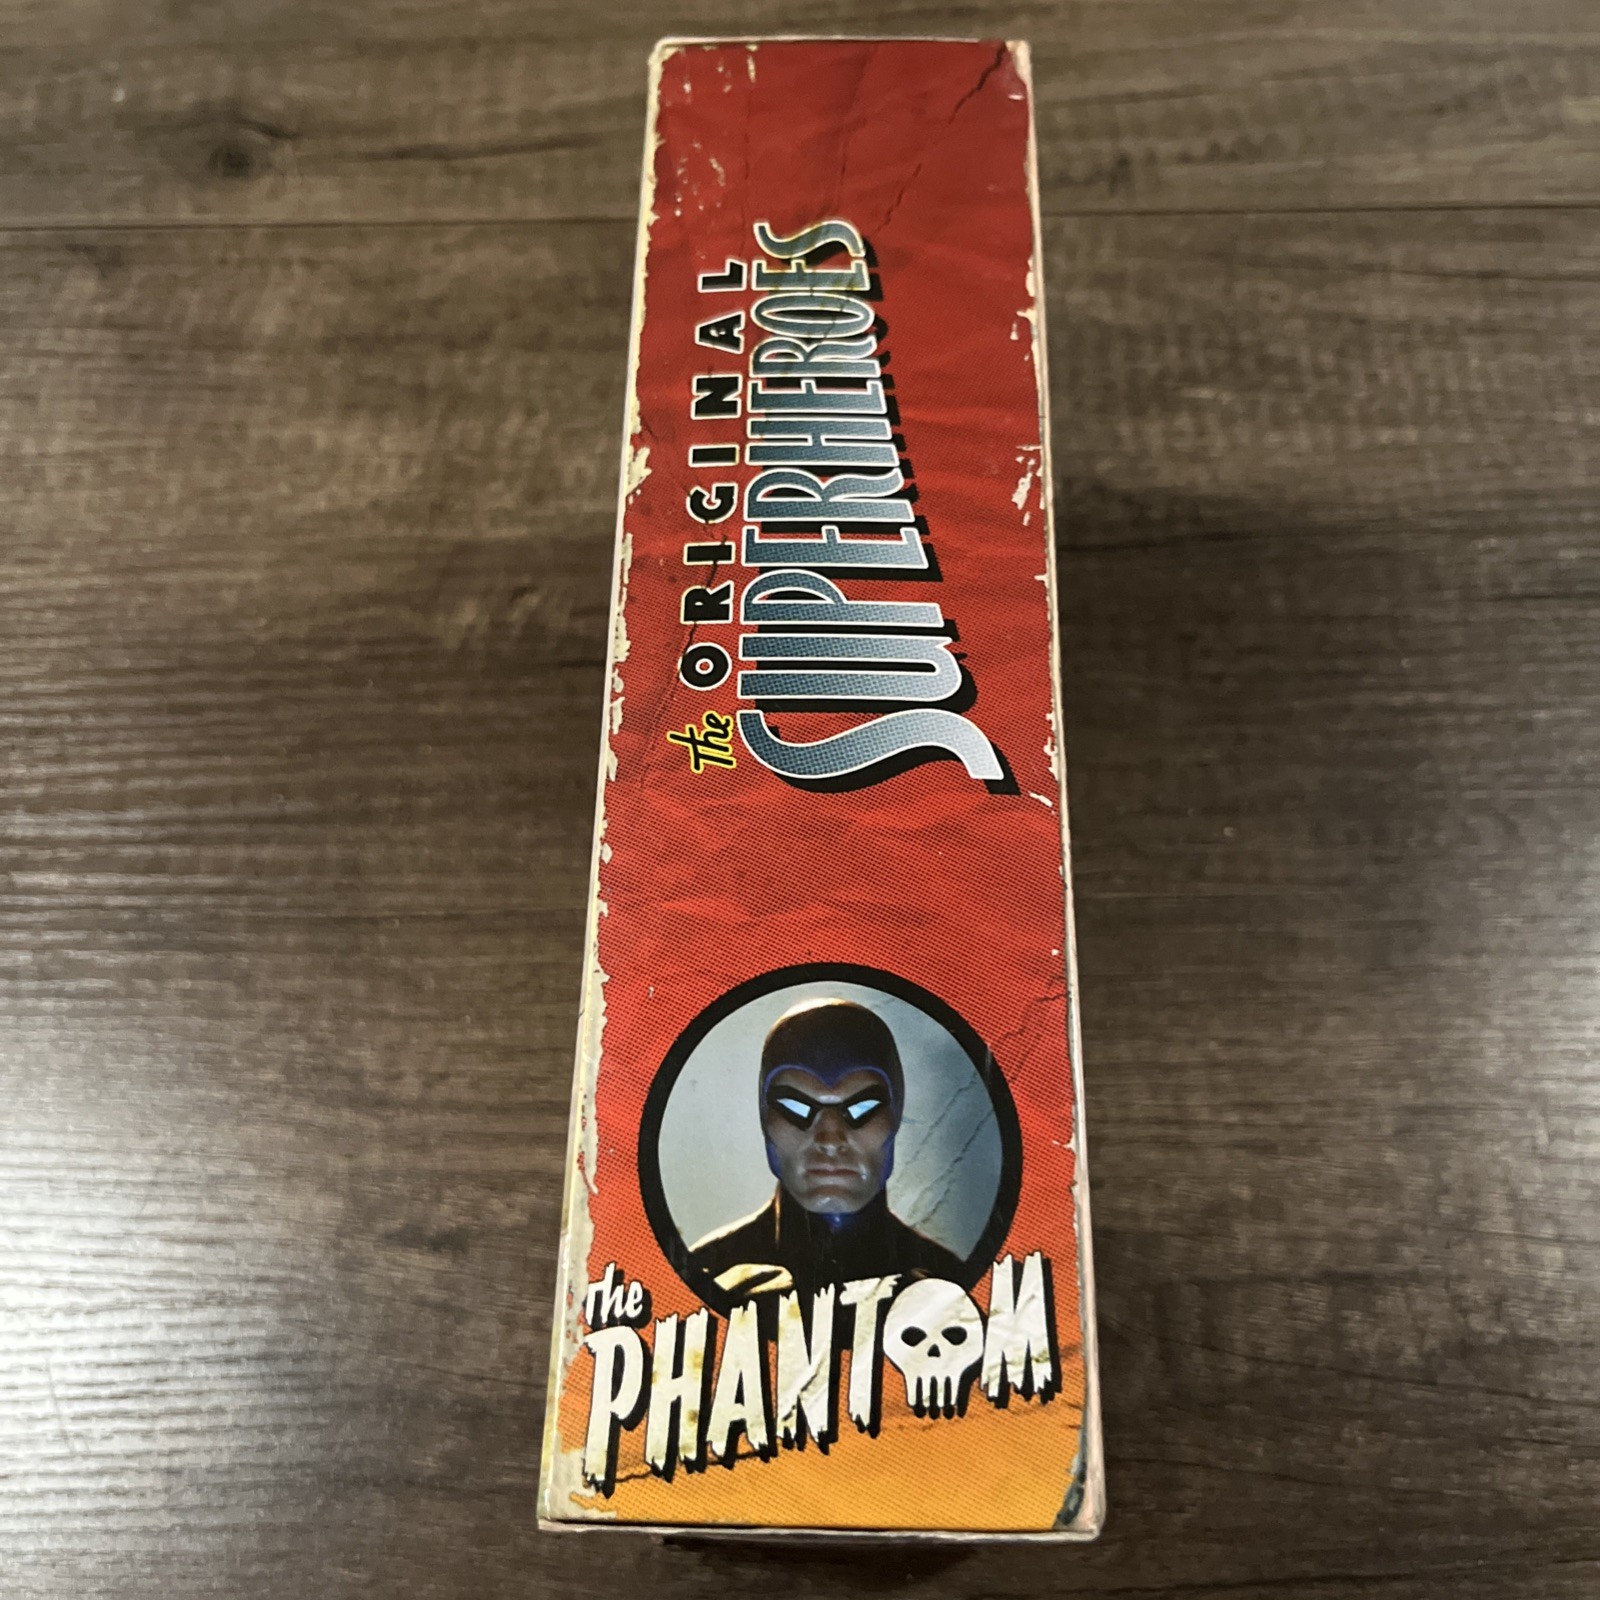 The ORIGINAL
SUPERHEROES
the
PHANTOM